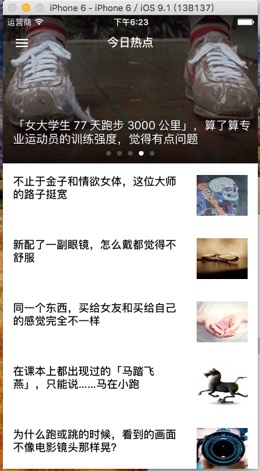 iPhone 6 - iPhone 6 / iOS 9.1 (13B137)
运营商 下午6:23
今日热点
「女大学生 77 天跑步 3000 公里」，算了算专
业运动员的训练强度，觉得有点问题
不止于金子和情欲女体，这位大师
的路子挺宽
新配了一副眼镜，怎么戴都觉得不
舒服
同一个东西，买给女友和买给自己
的感觉完全不一样
在课本上都出现过的「马踏飞
燕」，只能说……马在小跑
为什么跑或跳的时候，看到的画面
不像电影镜头那样晃?